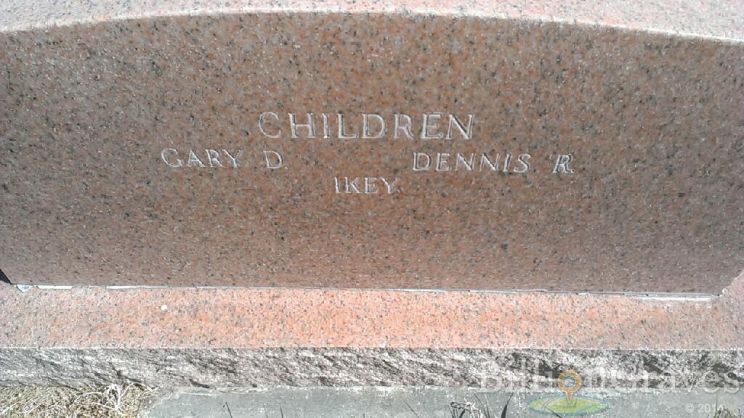 CHILDREN
GARY D DENNIS R
IKEY
BillionGraves